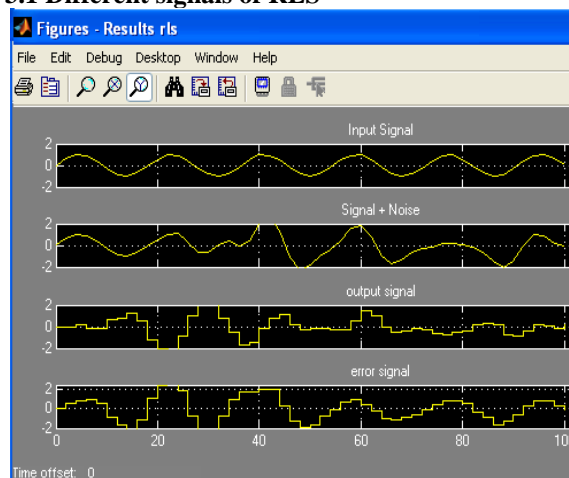 3.1 Different signals of RLS
Figures - Results rls
File Edit Debug Desktop Window Help
Input Signal
2
0
-2
Signal + Noise
2
0
-2
output signal
2
0
-2
error signal
2
0
-2
0 20 40 60 80 10
Time offset: 0